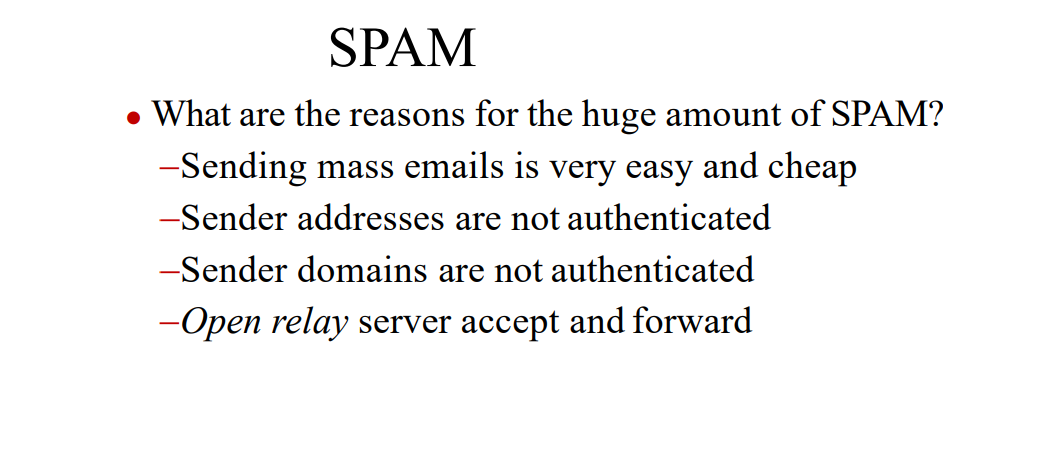 SPAM
• What are the reasons for the huge amount of SPAM?
–Sending mass emails is very easy and cheap
–Sender addresses are not authenticated
–Sender domains are not authenticated
–Open relay server accept and forward